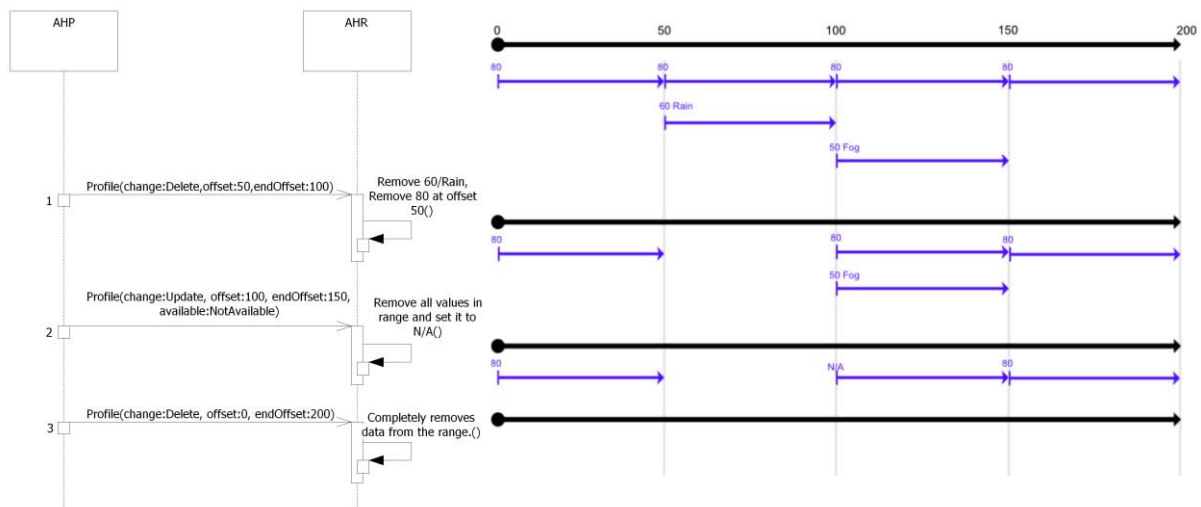 AHP
AHR
0 50 100 150 200
80 80 80 80
60 Rain
50 Fog
1
Profile(change:Delete,offset:50,endOffset:100)
Remove 60/Rain,
Remove 80 at offset
50()
80 80 80
50 Fog
2
Profile(change:Update, offset:100, endOffset:150,
available:NotAvailable)
Remove all values in
range and set it to
N/A()
80 N/A 80
3
Profile(change:Delete, offset:0, endOffset:200)
Completely removes
data from the range.()